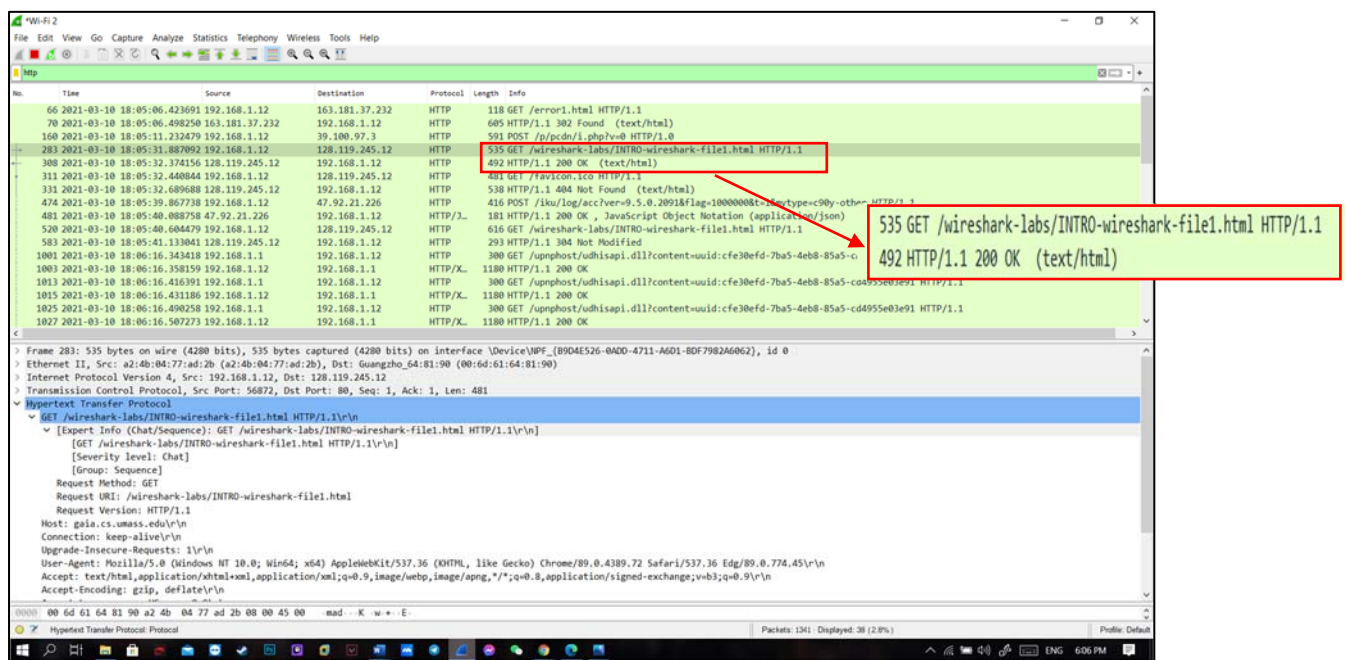 *Wi-Fi 2
File Edit View Go Capture Analyze Statistics Telephony Wireless Tools Help
http
No. Time Source Destination Protocol Length Info
66 2021-03-10 18:05:06.423691 192.168.1.12 163.181.37.232 HTTP 118 GET /error1.html HTTP/1.1
70 2021-03-10 18:05:06.498250 163.181.37.232 192.168.1.12 HTTP 605 HTTP/1.1 302 Found (text/html)
160 2021-03-10 18:05:11.232479 192.168.1.12 39.100.97.3 HTTP 591 POST /p/pcdn/i.php?v=0 HTTP/1.0
283 2021-03-10 18:05:31.887092 192.168.1.12 128.119.245.12 HTTP 535 GET /wireshark-labs/INTRO-wireshark-file1.html HTTP/1.1
308 2021-03-10 18:05:32.374156 128.119.245.12 192.168.1.12 HTTP 492 HTTP/1.1 200 OK (text/html)
311 2021-03-10 18:05:32.440844 192.168.1.12 128.119.245.12 HTTP 481 GET /favicon.ico HTTP/1.1
331 2021-03-10 18:05:32.689688 128.119.245.12 192.168.1.12 HTTP 538 HTTP/1.1 404 Not Found (text/html)
474 2021-03-10 18:05:39.867738 192.168.1.12 47.92.21.226 HTTP 416 POST /iku/log/acc?ver=9.5.0.2091&flag=1000000&t=1&mytype=c90y-other HTTP/1.1
481 2021-03-10 18:05:40.088758 47.92.21.226 192.168.1.12 HTTP/J… 181 HTTP/1.1 200 OK , JavaScript Object Notation (application/json)
520 2021-03-10 18:05:40.604479 192.168.1.12 128.119.245.12 HTTP 616 GET /wireshark-labs/INTRO-wireshark-file1.html HTTP/1.1
583 2021-03-10 18:05:41.133041 128.119.245.12 192.168.1.12 HTTP 293 HTTP/1.1 304 Not Modified
1001 2021-03-10 18:06:16.343418 192.168.1.1 192.168.1.12 HTTP 300 GET /upnphost/udhisapi.dll?content=uuid:cfe30efd-7ba5-4eb8-85a5-c
1003 2021-03-10 18:06:16.358159 192.168.1.12 192.168.1.1 HTTP/X… 1180 HTTP/1.1 200 OK
1013 2021-03-10 18:06:16.416391 192.168.1.1 192.168.1.12 HTTP 300 GET /upnphost/udhisapi.dll?content=uuid:cfe30efd-7ba5-4eb8-85a5-cd4955e03e91 HTTP/1.1
1015 2021-03-10 18:06:16.431186 192.168.1.12 192.168.1.1 HTTP/X… 1180 HTTP/1.1 200 OK
1025 2021-03-10 18:06:16.490258 192.168.1.1 192.168.1.12 HTTP 300 GET /upnphost/udhisapi.dll?content=uuid:cfe30efd-7ba5-4eb8-85a5-cd4955e03e91 HTTP/1.1
1027 2021-03-10 18:06:16.507273 192.168.1.12 192.168.1.1 HTTP/X… 1180 HTTP/1.1 200 OK
535 GET /wireshark-labs/INTRO-wireshark-file1.html HTTP/1.1
492 HTTP/1.1 200 OK (text/html)
Frame 283: 535 bytes on wire (4280 bits), 535 bytes captured (4280 bits) on interface \Device\NPF_{B9D4E526-0ADD-4711-A6D1-BDF7982A6062}, id 0
Ethernet II, Src: a2:4b:04:77:ad:2b (a2:4b:04:77:ad:2b), Dst: Guangzho_64:81:90 (00:6d:61:64:81:90)
Internet Protocol Version 4, Src: 192.168.1.12, Dst: 128.119.245.12
Transmission Control Protocol, Src Port: 56872, Dst Port: 80, Seq: 1, Ack: 1, Len: 481
Hypertext Transfer Protocol
GET /wireshark-labs/INTRO-wireshark-file1.html HTTP/1.1\r\n
[Expert Info (Chat/Sequence): GET /wireshark-labs/INTRO-wireshark-file1.html HTTP/1.1\r\n]
[GET /wireshark-labs/INTRO-wireshark-file1.html HTTP/1.1\r\n]
[Severity level: Chat]
[Group: Sequence]
Request Method: GET
Request URI: /wireshark-labs/INTRO-wireshark-file1.html
Request Version: HTTP/1.1
Host: gaia.cs.umass.edu\r\n
Connection: keep-alive\r\n
Upgrade-Insecure-Requests: 1\r\n
User-Agent: Mozilla/5.0 (Windows NT 10.0; Win64; x64) AppleWebKit/537.36 (KHTML, like Gecko) Chrome/89.0.4389.72 Safari/537.36 Edg/89.0.774.45\r\n
Accept: text/html,application/xhtml+xml,application/xml;q=0.9,image/webp,image/apng,*/*;q=0.8,application/signed-exchange;v=b3;q=0.9\r\n
Accept-Encoding: gzip, deflate\r\n
0000 00 6d 61 64 81 90 a2 4b 04 77 ad 2b 08 00 45 00 ·mad···K ·w·+··E·
Hypertext Transfer Protocol: Protocol Packets: 1341 · Displayed: 38 (2.8%) Profile: Default
ENG 6:06 PM